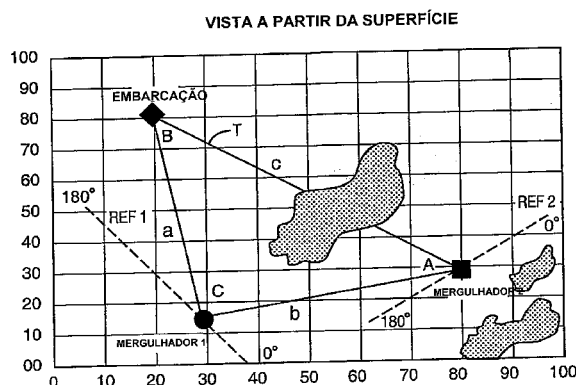 VISTA A PARTIR DA SUPERFÍCIE
100
90
80
70
60
50
40
30
20
10
00
EMBARCAÇÃO
B
T
c
180°
REF 1
a
C
REF 2
0°
A
MERGULHADOR 2
b
180°
MERGULHADOR 1
0°
0 10 20 30 40 50 60 70 80 90 100